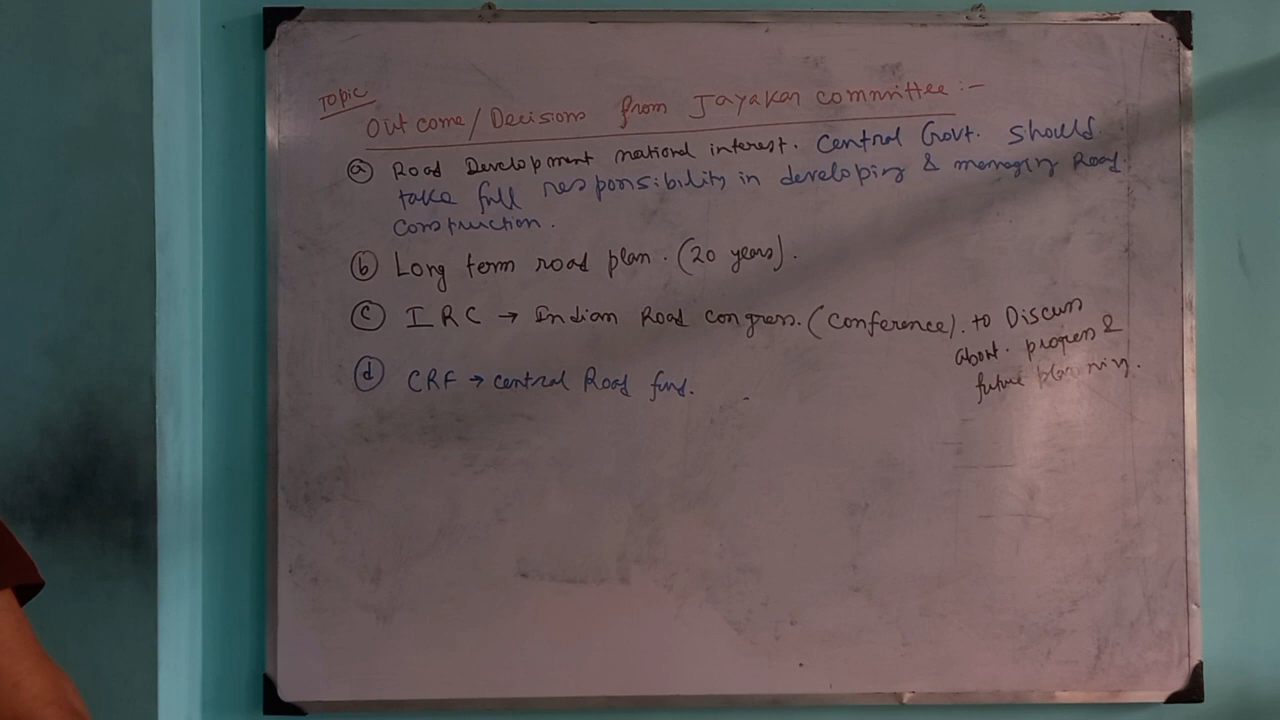 Topic
Out come/Decisions from Jayakar committee :-
(a) Road Development national interest. Central Govt. should
take full responsibility in developing & managing Road
construction.
(b) Long term road plan. (20 years).
(c) IRC → Indian Road congress. (Conference). to Discuss
about. progress &
future planning.
(d) CRF → central Road fund.